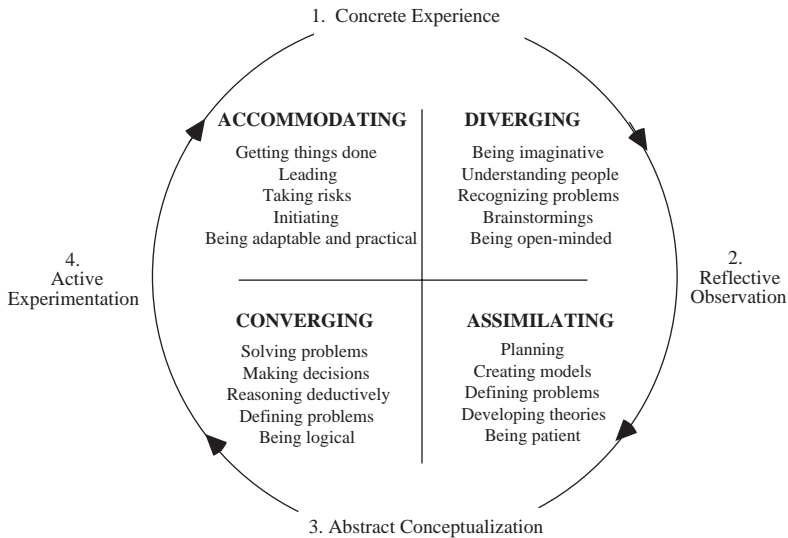 1. Concrete Experience
ACCOMMODATING
Getting things done
Leading
Taking risks
Initiating
Being adaptable and practical
DIVERGING
Being imaginative
Understanding people
Recognizing problems
Brainstormings
Being open-minded
2.
Reflective
Observation
4.
Active
Experimentation
CONVERGING
Solving problems
Making decisions
Reasoning deductively
Defining problems
Being logical
ASSIMILATING
Planning
Creating models
Defining problems
Developing theories
Being patient
3. Abstract Conceptualization